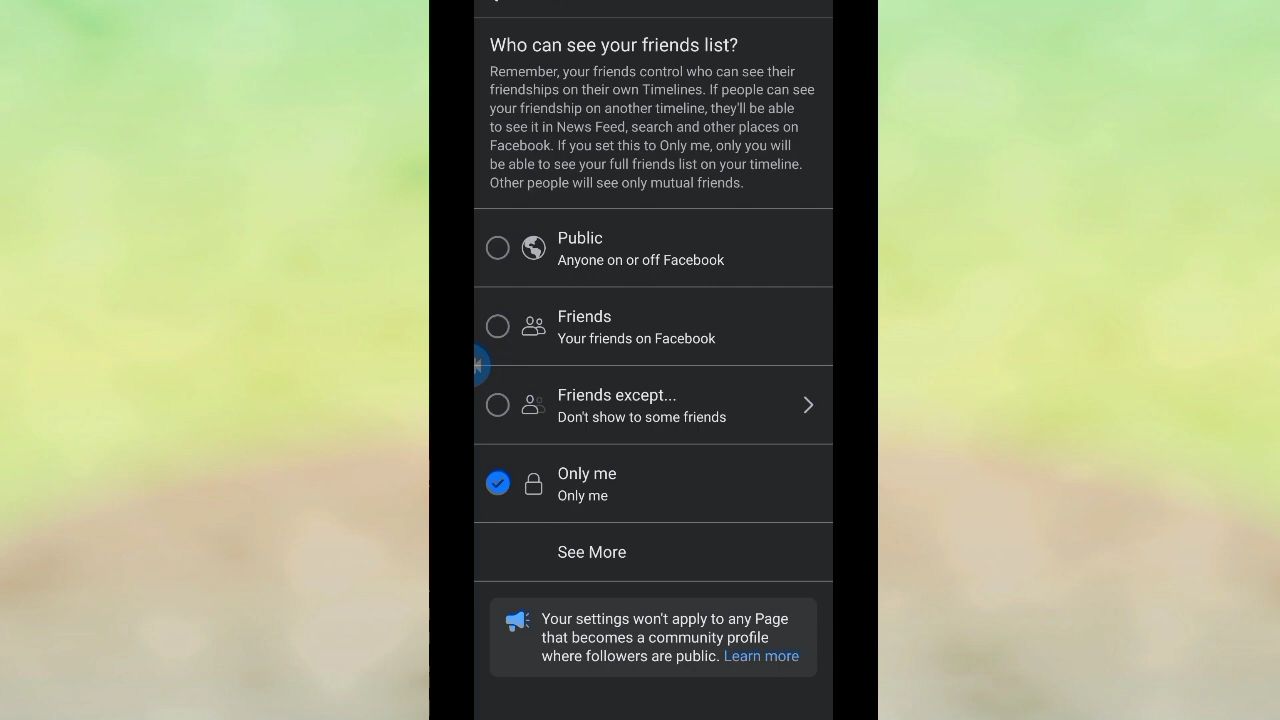 Who can see your friends list?
Remember, your friends control who can see their
friendships on their own Timelines. If people can see
your friendship on another timeline, they'll be able
to see it in News Feed, search and other places on
Facebook. If you set this to Only me, only you will
be able to see your full friends list on your timeline.
Other people will see only mutual friends.
Public
Anyone on or off Facebook
Friends
Your friends on Facebook
Friends except...
Don't show to some friends
Only me
Only me
See More
Your settings won't apply to any Page
that becomes a community profile
where followers are public. Learn more